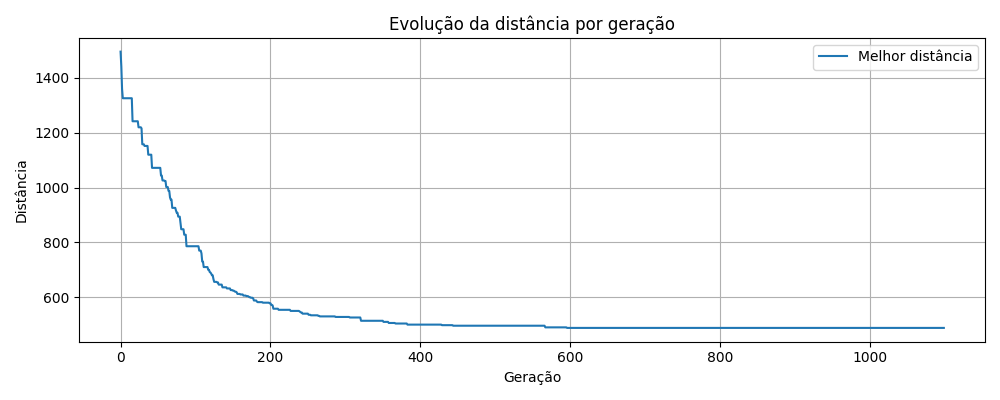 Evolução da distância por geração
Melhor distância
1400
1200
1000
800
600
Distância
0 200 400 600 800 1000
Geração